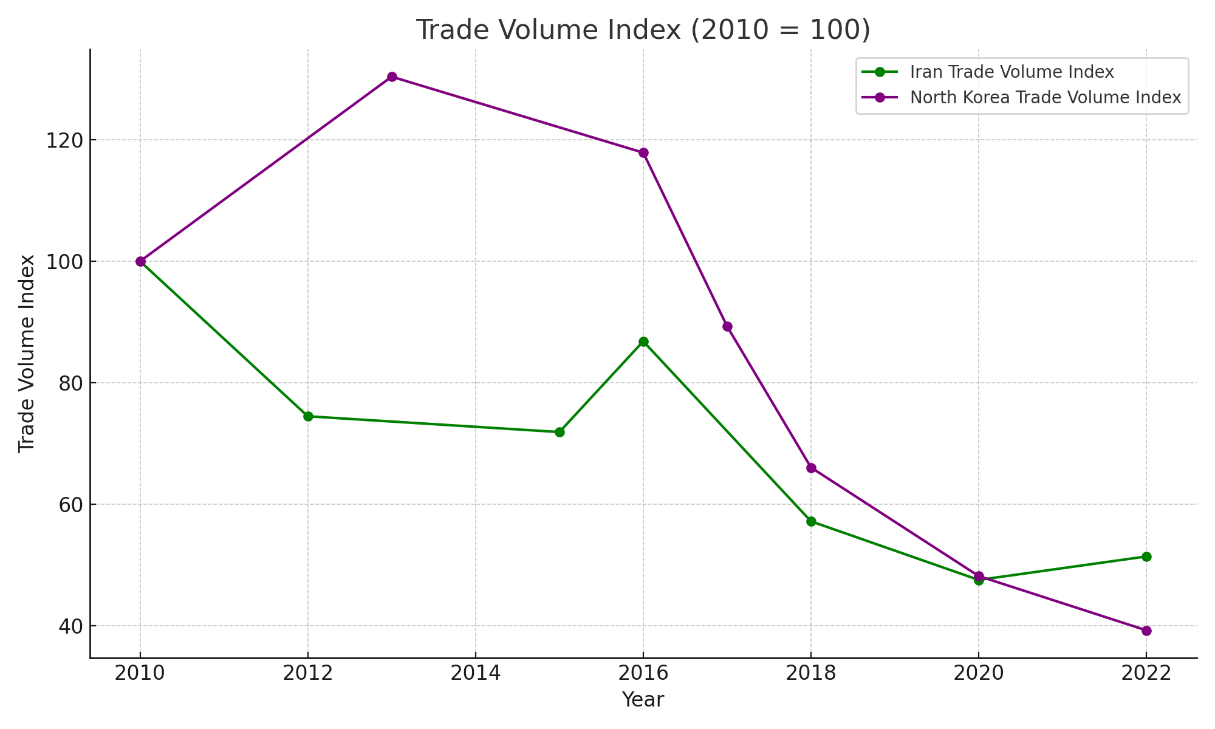 Trade Volume Index (2010 = 100)
Iran Trade Volume Index
North Korea Trade Volume Index
Trade Volume Index
120
100
80
60
40
2010 2012 2014 2016 2018 2020 2022
Year